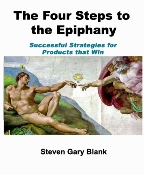 The Four Steps to
the Epiphany
Successful Strategies for
Products that Win
Steven Gary Blank